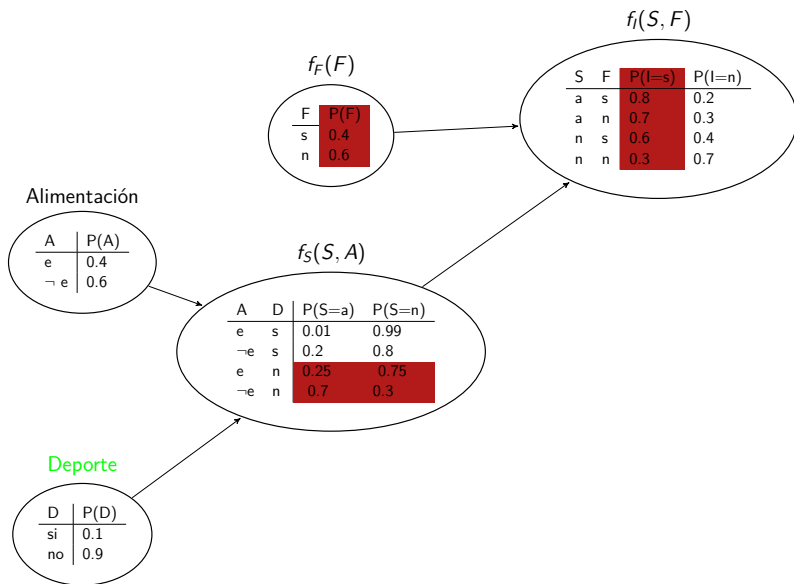 f_I(S, F)
S F P(I=s) P(I=n)
a s 0.8 0.2
a n 0.7 0.3
n s 0.6 0.4
n n 0.3 0.7
f_F(F)
F P(F)
s 0.4
n 0.6
Alimentación
A P(A)
e 0.4
¬ e 0.6
f_S(S, A)
A D P(S=a) P(S=n)
e s 0.01 0.99
¬e s 0.2 0.8
e n 0.25 0.75
¬e n 0.7 0.3
Deporte
D P(D)
si 0.1
no 0.9